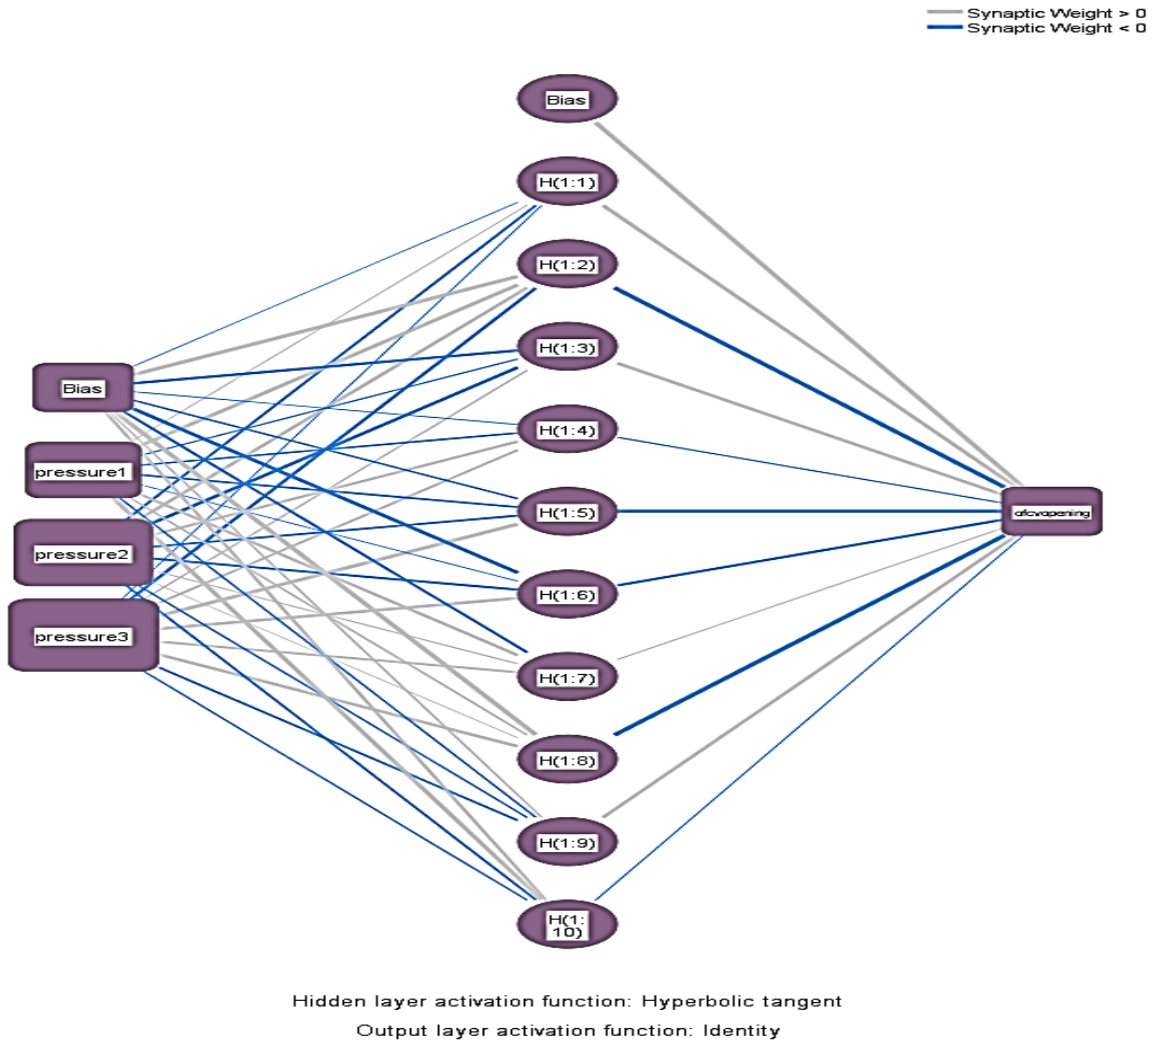 Synaptic Weight > 0
Synaptic Weight < 0
Bias
H(1:1)
H(1:2)
H(1:3)
Bias
H(1:4)
pressure1
H(1:5)
afcvopening
pressure2
H(1:6)
pressure3
H(1:7)
H(1:8)
H(1:9)
H(1:
10)
Hidden layer activation function: Hyperbolic tangent
Output layer activation function: Identity